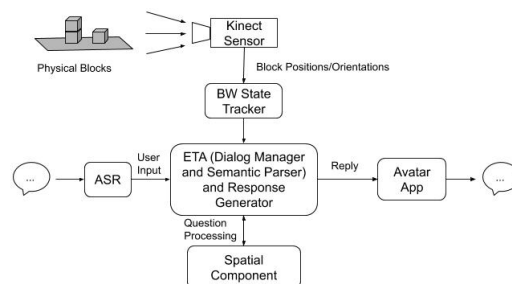 Kinect
Sensor
Physical Blocks
Block Positions/Orientations
BW State
Tracker
...
ASR
User
Input
ETA (Dialog Manager
and Semantic Parser)
and Response
Generator
Reply
Avatar
App
...
Question
Processing
Spatial
Component